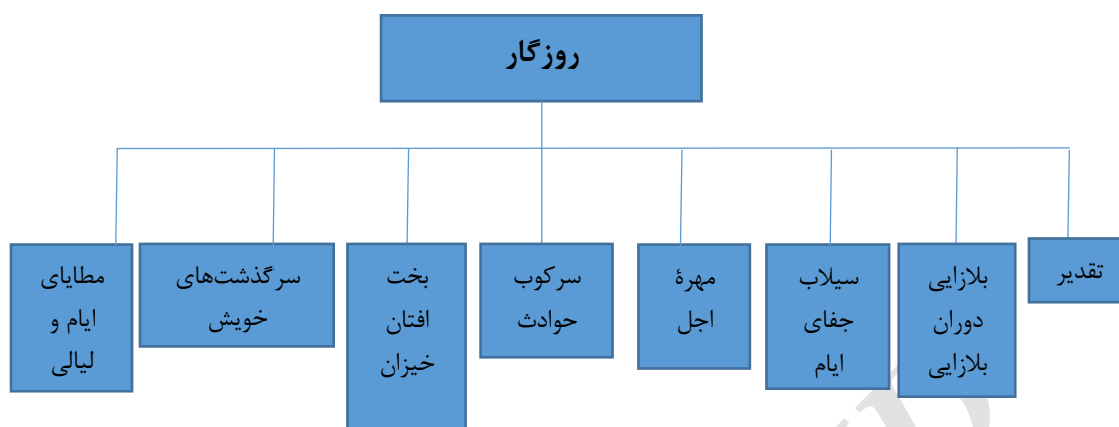 روزگار
تقدیر
بلازایی
دوران
بلازایی
سیلاب
جفای
ایام
مهرۀ
اجل
سرکوب
حوادث
بخت
افتان
خیزان
سرگذشت‌های
خویش
مطایای
ایام و
لیالی